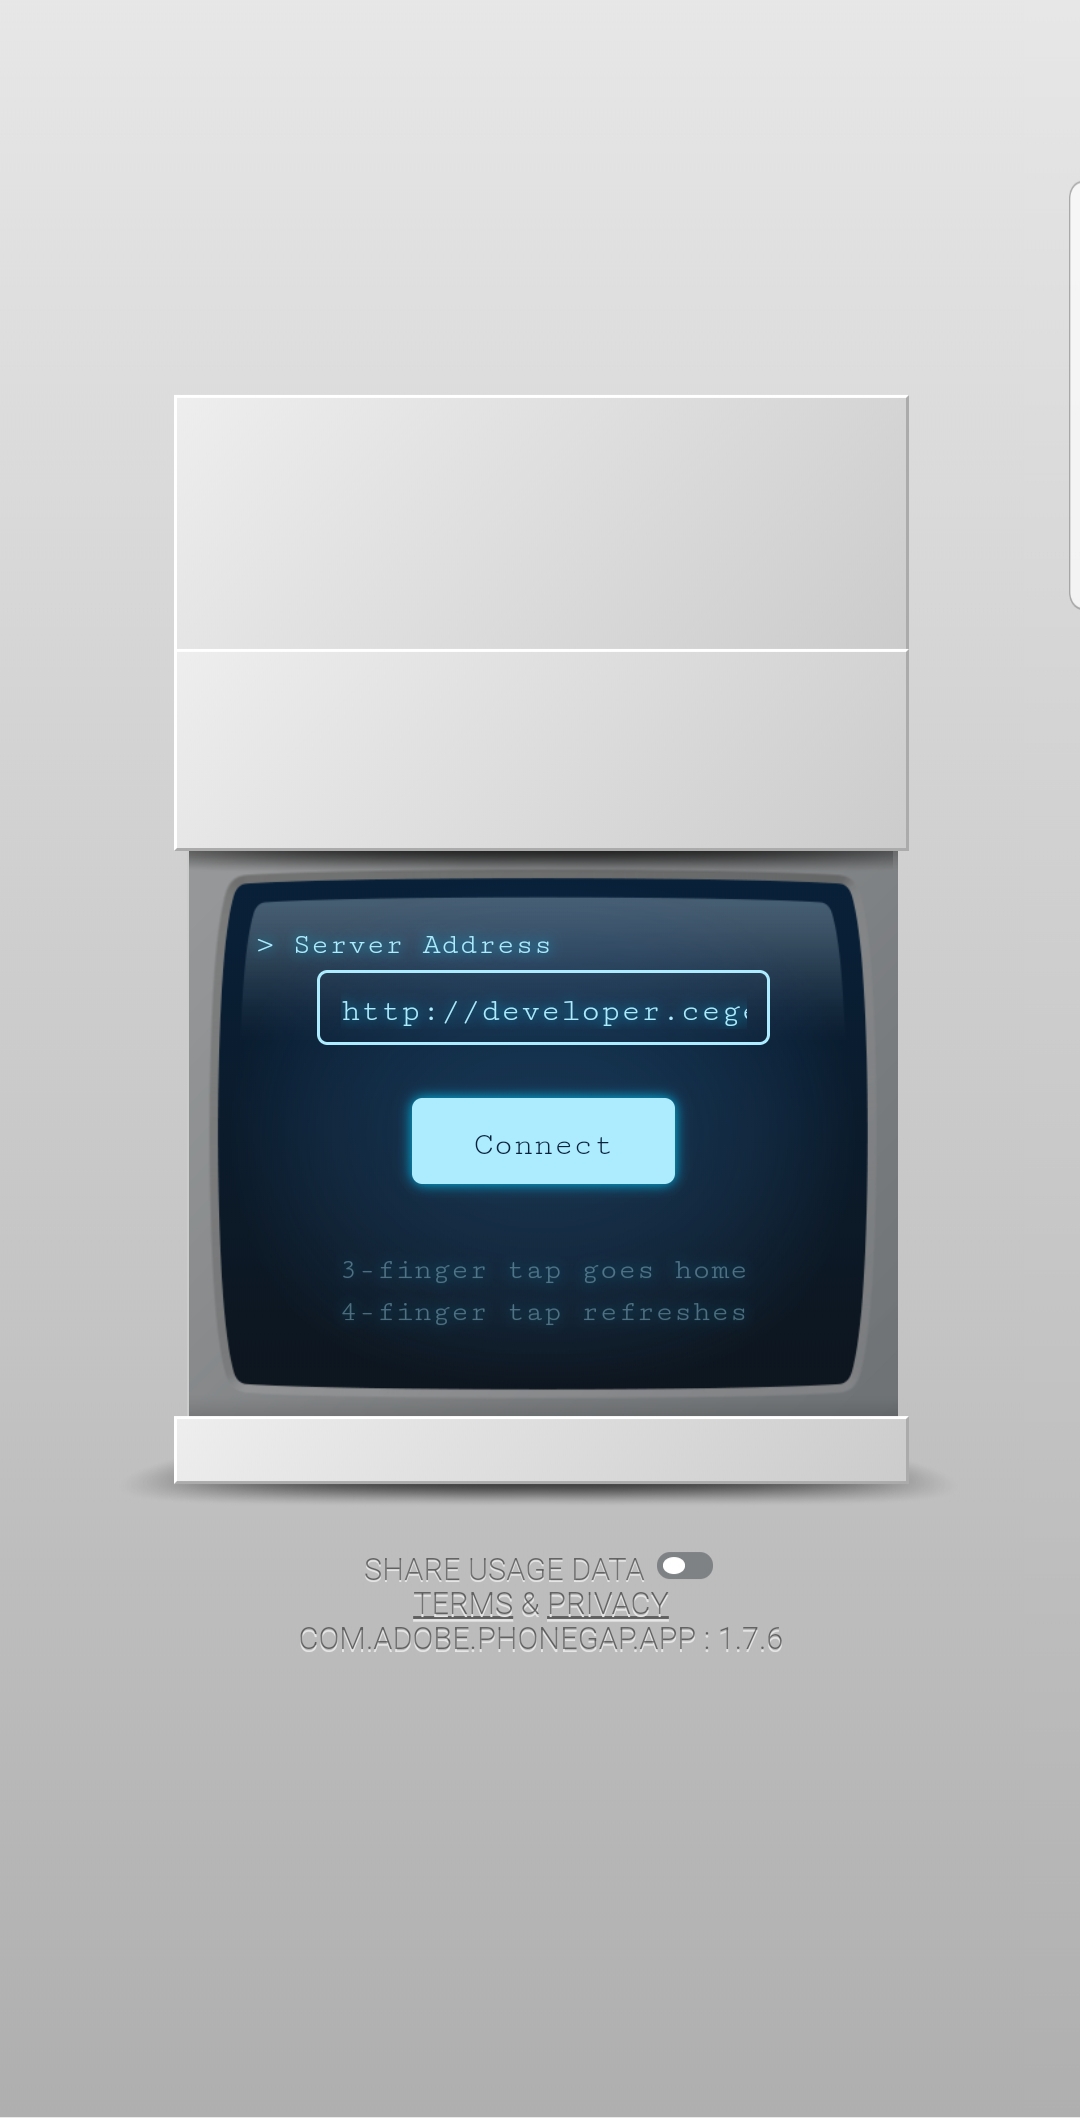 > Server Address
http://developer.cege
Connect
3-finger tap goes home
4-finger tap refreshes
SHARE USAGE DATA
TERMS & PRIVACY
COM.ADOBE.PHONEGAP.APP : 1.7.6